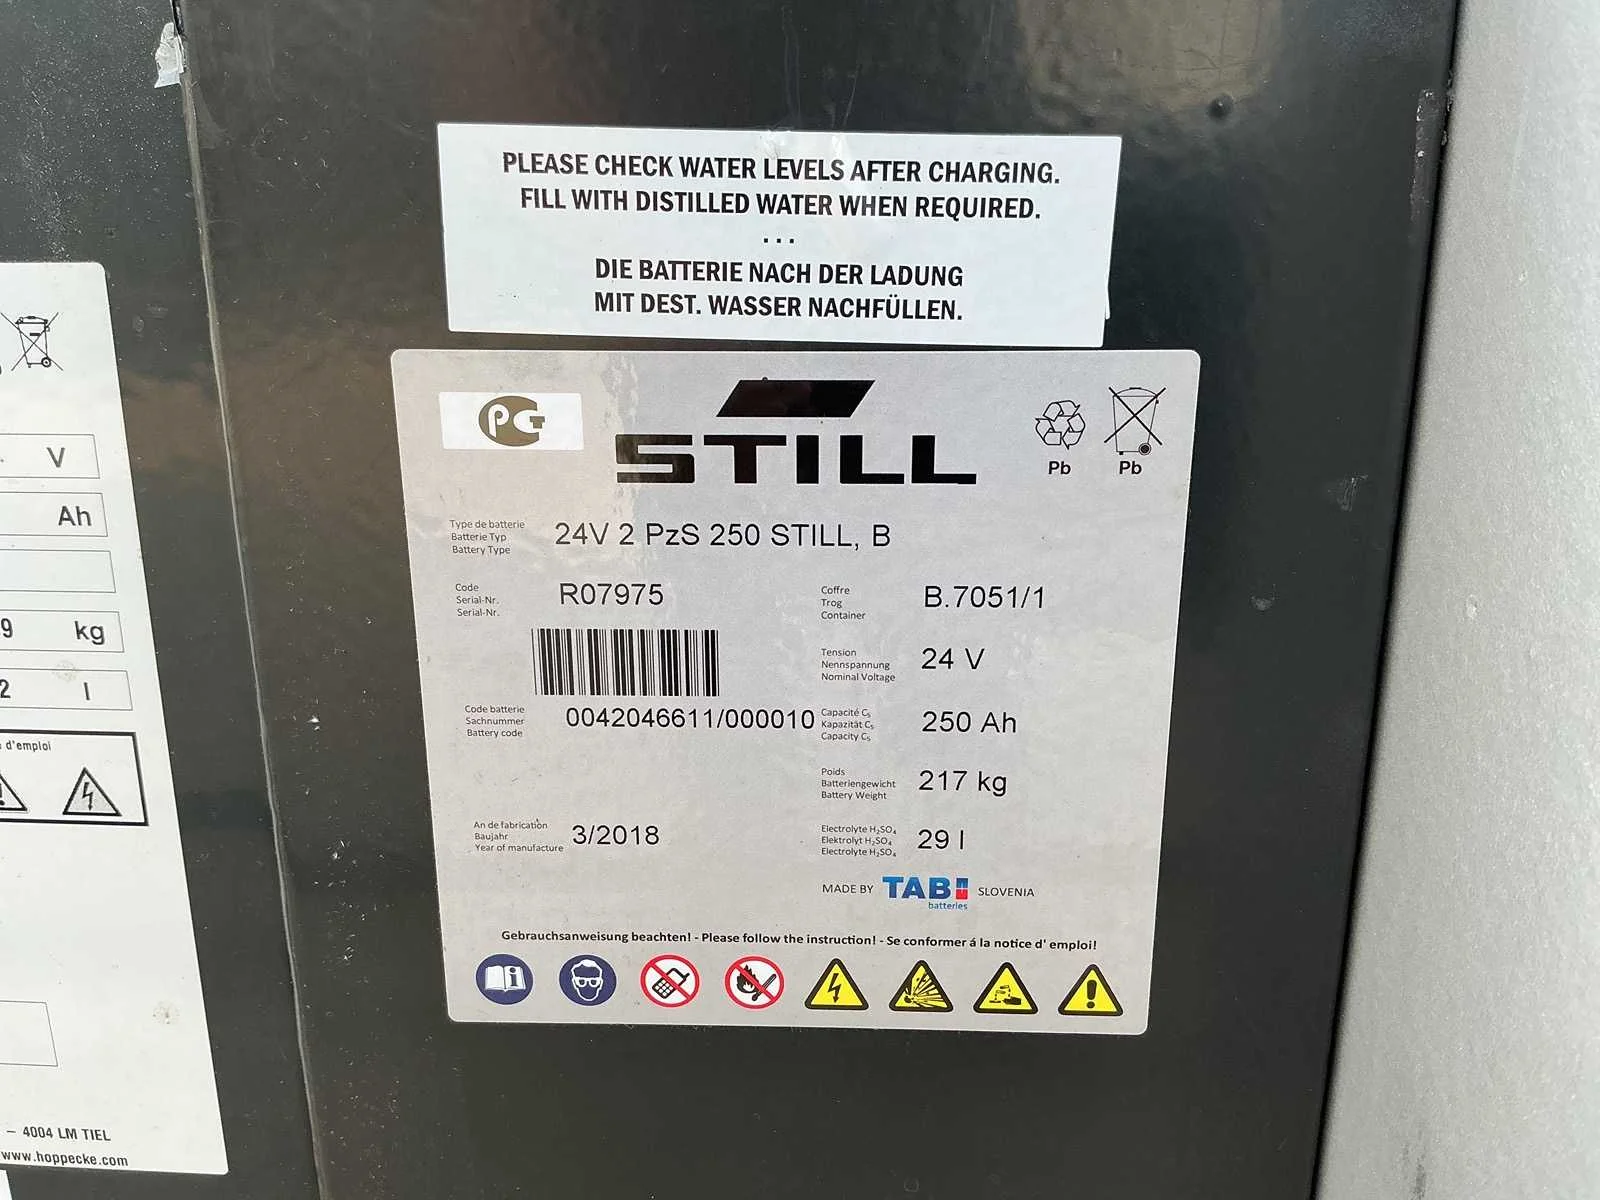 PLEASE CHECK WATER LEVELS AFTER CHARGING.
FILL WITH DISTILLED WATER WHEN REQUIRED.
...
DIE BATTERIE NACH DER LADUNG
MIT DEST. WASSER NACHFÜLLEN.
PCT
STILL
Pb
Pb
Type de batterie
Batterie Typ
Battery Type
24V 2 PzS 250 STILL, B
Code
Serial-Nr.
Serial-Nr.
R07975
Coffre
Trog
Container
B.7051/1
Tension
Nennspannung
Nominal Voltage
24 V
Code batterie
Sachnummer
Battery code
0042046611/000010
Capacité C₅
Kapazität C₅
Capacity C₅
250 Ah
Poids
Batteriengewicht
Battery Weight
217 kg
An de fabrication
Baujahr
Year of manufacture
3/2018
Electrolyte H₂SO₄
Elektrolyt H₂SO₄
Electrolyte H₂SO₄
29 l
MADE BY TAB batteries SLOVENIA
Gebrauchsanweisung beachten! - Please follow the instruction! - Se conformer á la notice d' emploi!
V
Ah
9 kg
2 l
d'emploi
– 4004 LM TIEL
www.hoppecke.com